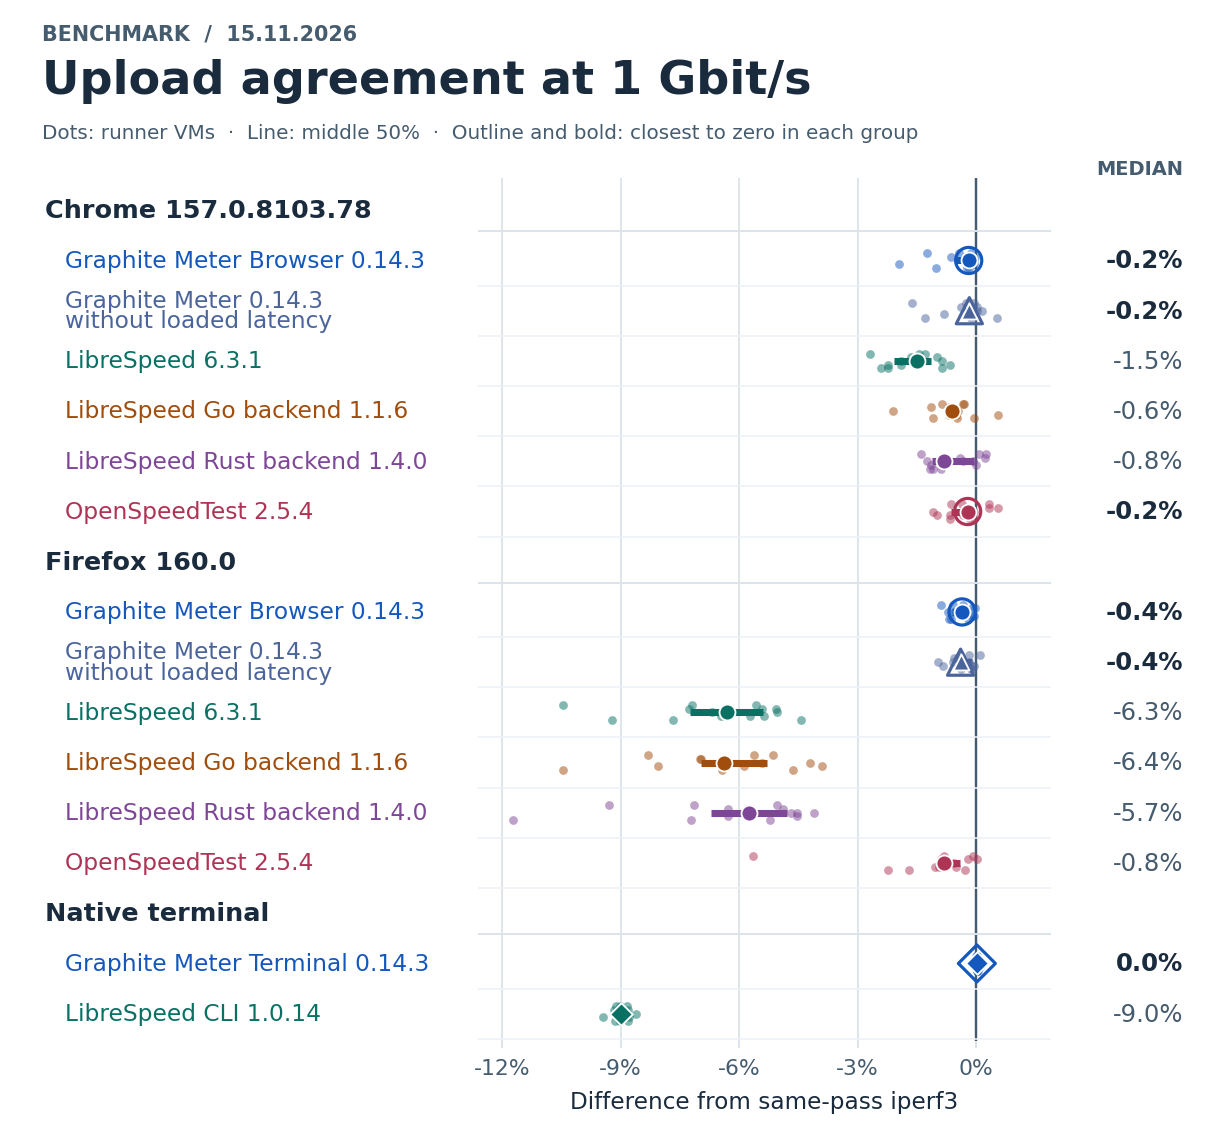 BENCHMARK / 15.11.2026
Upload agreement at 1 Gbit/s
Dots: runner VMs · Line: middle 50% · Outline and bold: closest to zero in each group
MEDIAN
Chrome 157.0.8103.78
Graphite Meter Browser 0.14.3 -0.2%
Graphite Meter 0.14.3
without loaded latency -0.2%
LibreSpeed 6.3.1 -1.5%
LibreSpeed Go backend 1.1.6 -0.6%
LibreSpeed Rust backend 1.4.0 -0.8%
OpenSpeedTest 2.5.4 -0.2%
Firefox 160.0
Graphite Meter Browser 0.14.3 -0.4%
Graphite Meter 0.14.3
without loaded latency -0.4%
LibreSpeed 6.3.1 -6.3%
LibreSpeed Go backend 1.1.6 -6.4%
LibreSpeed Rust backend 1.4.0 -5.7%
OpenSpeedTest 2.5.4 -0.8%
Native terminal
Graphite Meter Terminal 0.14.3 0.0%
LibreSpeed CLI 1.0.14 -9.0%
-12% -9% -6% -3% 0%
Difference from same-pass iperf3